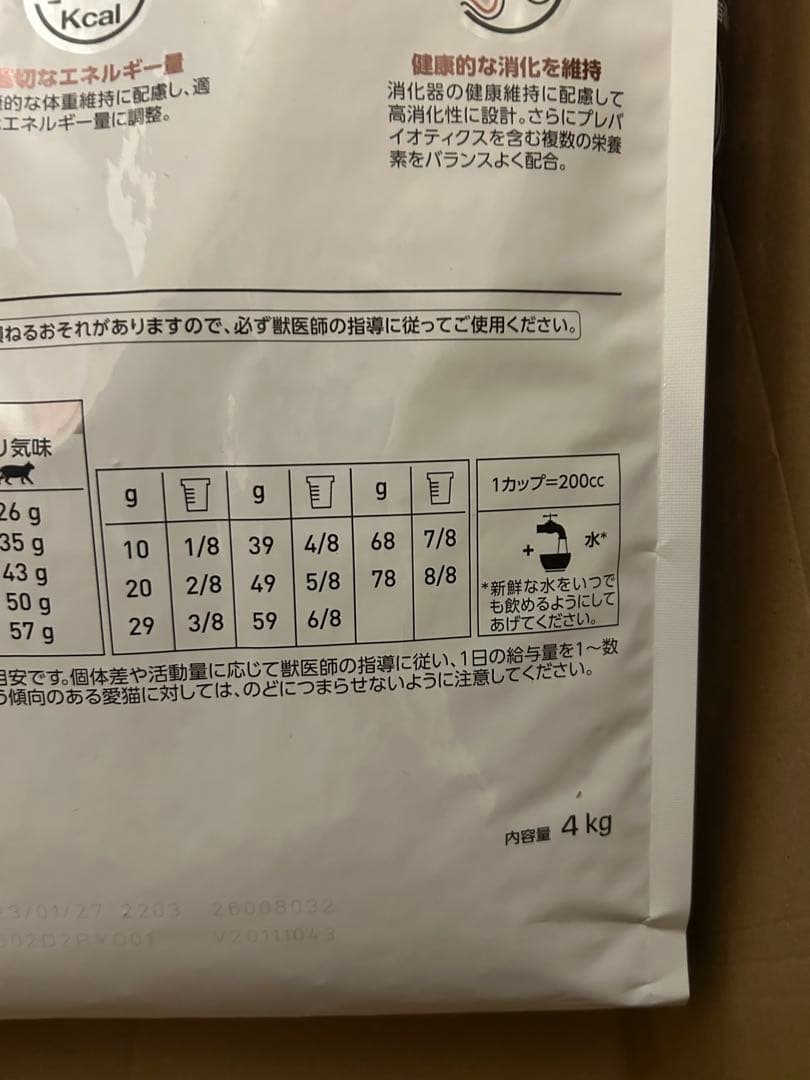 Kcal
切なエネルギー量
的な体重維持に配慮し、適
エネルギー量に調整。
健康的な消化を維持
消化器の健康維持に配慮して
高消化性に設計。さらにプレバ
イオティクスを含む複数の栄養
素をバランスよく配合。
ねるおそれがありますので、必ず獣医師の指導に従ってご使用ください。
気味
26 g
35 g
43 g
50 g
57 g
g g g
10 1/8 39 4/8 68 7/8
20 2/8 49 5/8 78 8/8
29 3/8 59 6/8
1カップ=200cc
+ 水*
*新鮮な水をいつで
も飲めるようにして
あげてください。
目安です。個体差や活動量に応じて獣医師の指導に従い、1日の給与量を1〜数
傾向のある愛猫に対しては、のどにつまらせないように注意してください。
内容量 4 kg
3/01/27 2203 26008032
V20111043